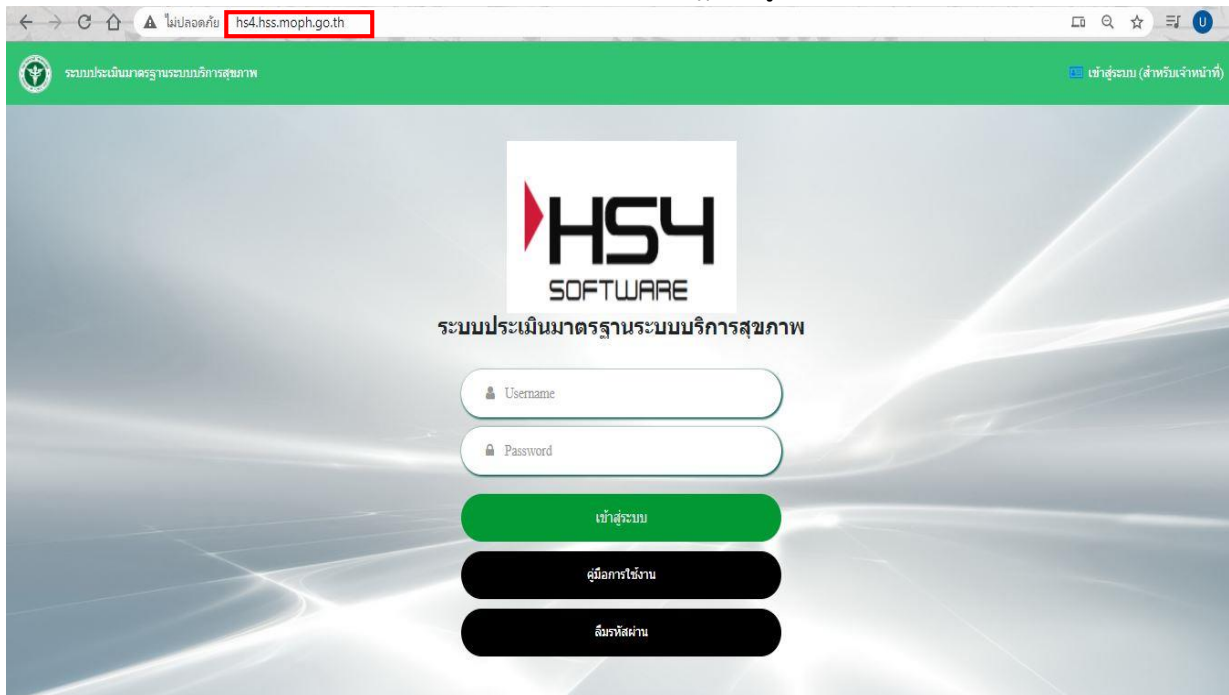 ไม่ปลอดภัย hs4.hss.moph.go.th
U
ระบบประเมินมาตรฐานระบบบริการสุขภาพ
เข้าสู่ระบบ (สำหรับเจ้าหน้าที่)
HS4
SOFTWARE
ระบบประเมินมาตรฐานระบบบริการสุขภาพ
Username
Password
เข้าสู่ระบบ
คู่มือการใช้งาน
ลืมรหัสผ่าน